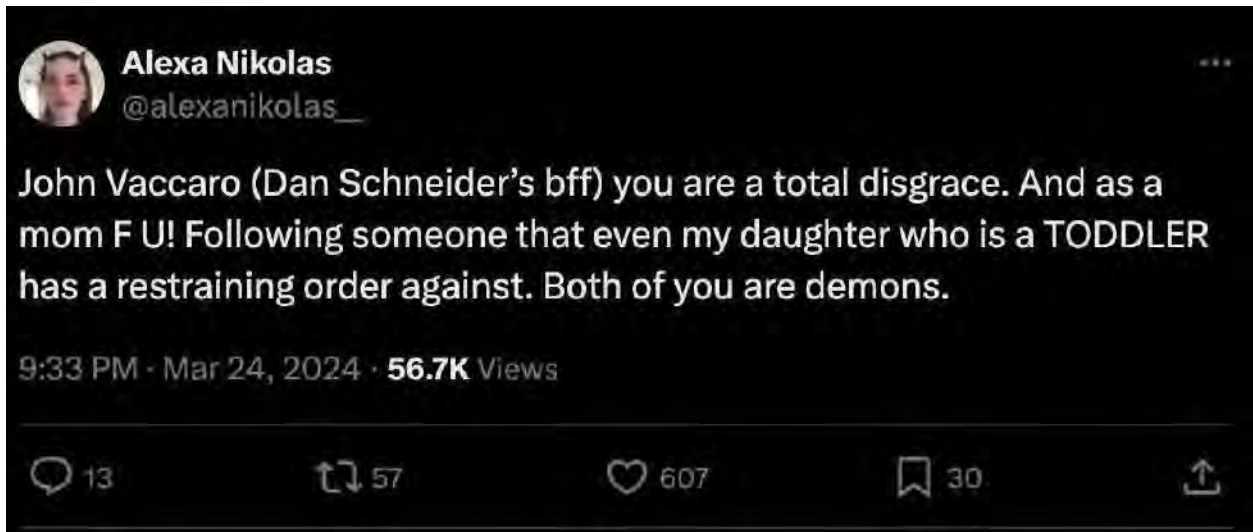 Alexa Nikolas
@alexanikolas__
John Vaccaro (Dan Schneider’s bff) you are a total disgrace. And as a
mom F U! Following someone that even my daughter who is a TODDLER
has a restraining order against. Both of you are demons.
9:33 PM · Mar 24, 2024 · 56.7K Views
13 57 607 30